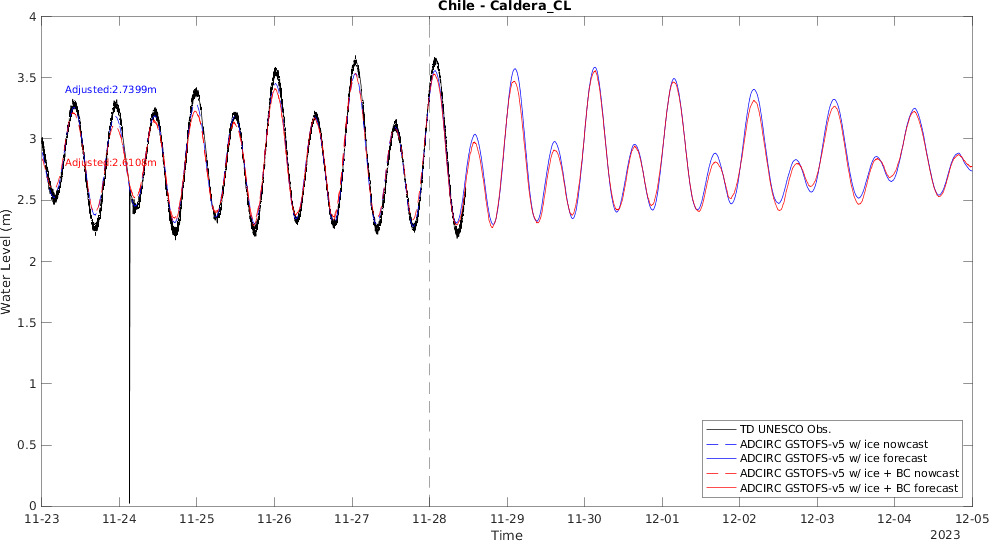 Chile - Caldera_CL
4
3.5
3
2.5
2
1.5
1
0.5
0
Water Level (m)
Adjusted:2.7399m
Adjusted:2.6108m
TD UNESCO Obs.
ADCIRC GSTOFS-v5 w/ ice nowcast
ADCIRC GSTOFS-v5 w/ ice forecast
ADCIRC GSTOFS-v5 w/ ice + BC nowcast
ADCIRC GSTOFS-v5 w/ ice + BC forecast
11-23 11-24 11-25 11-26 11-27 11-28 11-29 11-30 12-01 12-02 12-03 12-04 12-05
Time
2023